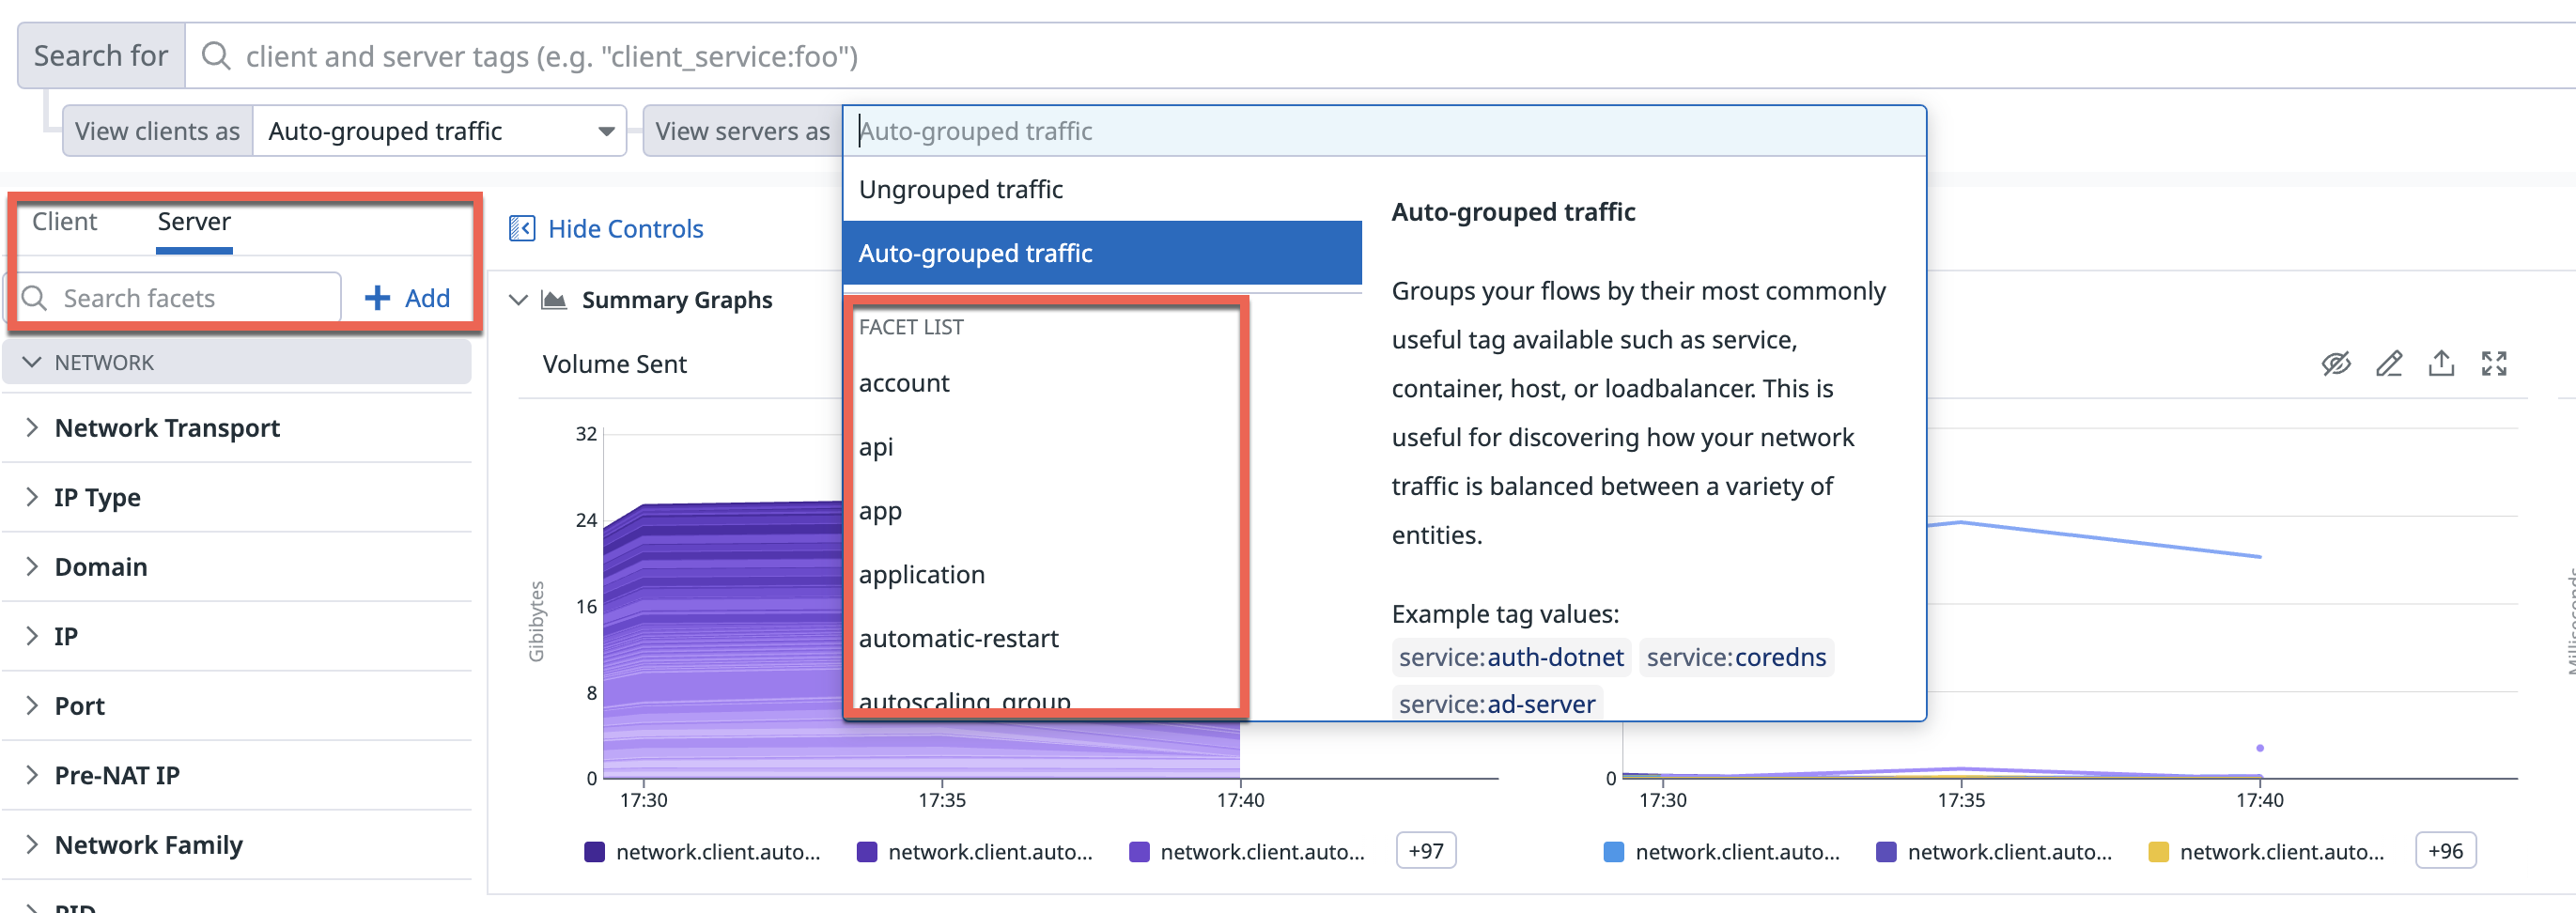 Search for
client and server tags (e.g. "client_service:foo")
View clients as
Auto-grouped traffic
View servers as
Auto-grouped traffic
Client
Server
Search facets
Add
NETWORK
Network Transport
IP Type
Domain
IP
Port
Pre-NAT IP
Network Family
PID
Hide Controls
Summary Graphs
Volume Sent
Ungrouped traffic
Auto-grouped traffic
FACET LIST
account
api
app
application
automatic-restart
autoscaling_group
Auto-grouped traffic
Groups your flows by their most commonly
useful tag available such as service,
container, host, or loadbalancer. This is
useful for discovering how your network
traffic is balanced between a variety of
entities.
Example tag values:
service:auth-dotnet service:coredns
service:ad-server
Gibibytes
32
24
16
8
0
17:30 17:35 17:40
network.client.auto... network.client.auto... network.client.auto... +97
0
17:30 17:35 17:40
network.client.auto... network.client.auto... network.client.auto... +96
Milliseconds